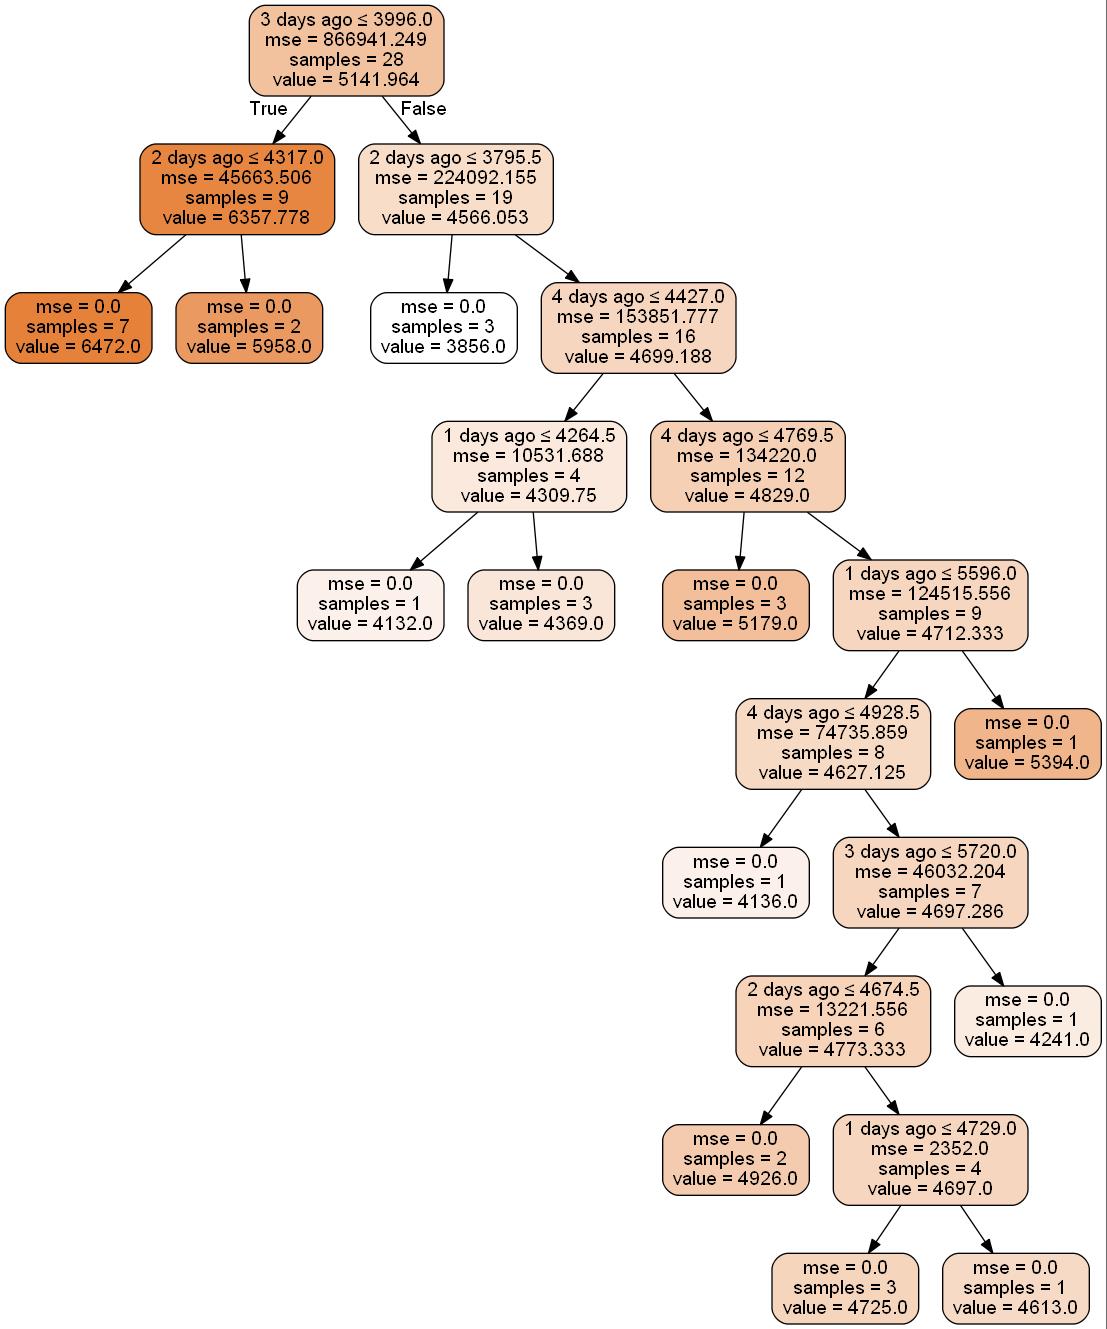 3 days ago ≤ 3996.0
mse = 866941.249
samples = 28
value = 5141.964
True
False
2 days ago ≤ 4317.0
mse = 45663.506
samples = 9
value = 6357.778
2 days ago ≤ 3795.5
mse = 224092.155
samples = 19
value = 4566.053
mse = 0.0
samples = 7
value = 6472.0
mse = 0.0
samples = 2
value = 5958.0
mse = 0.0
samples = 3
value = 3856.0
4 days ago ≤ 4427.0
mse = 153851.777
samples = 16
value = 4699.188
1 days ago ≤ 4264.5
mse = 10531.688
samples = 4
value = 4309.75
4 days ago ≤ 4769.5
mse = 134220.0
samples = 12
value = 4829.0
mse = 0.0
samples = 1
value = 4132.0
mse = 0.0
samples = 3
value = 4369.0
mse = 0.0
samples = 3
value = 5179.0
1 days ago ≤ 5596.0
mse = 124515.556
samples = 9
value = 4712.333
4 days ago ≤ 4928.5
mse = 74735.859
samples = 8
value = 4627.125
mse = 0.0
samples = 1
value = 5394.0
mse = 0.0
samples = 1
value = 4136.0
3 days ago ≤ 5720.0
mse = 46032.204
samples = 7
value = 4697.286
2 days ago ≤ 4674.5
mse = 13221.556
samples = 6
value = 4773.333
mse = 0.0
samples = 1
value = 4241.0
mse = 0.0
samples = 2
value = 4926.0
1 days ago ≤ 4729.0
mse = 2352.0
samples = 4
value = 4697.0
mse = 0.0
samples = 3
value = 4725.0
mse = 0.0
samples = 1
value = 4613.0